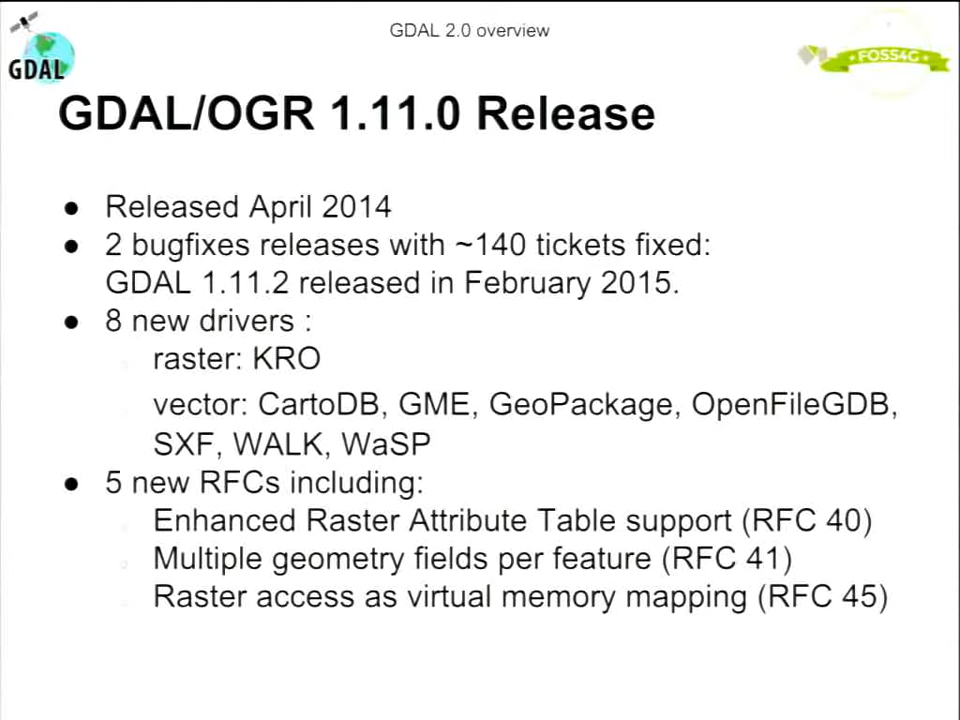 GDAL 2.0 overview
GDAL
FOSS4G
GDAL/OGR 1.11.0 Release
● Released April 2014
● 2 bugfixes releases with ~140 tickets fixed:
GDAL 1.11.2 released in February 2015.
● 8 new drivers :
raster: KRO
vector: CartoDB, GME, GeoPackage, OpenFileGDB,
SXF, WALK, WaSP
● 5 new RFCs including:
Enhanced Raster Attribute Table support (RFC 40)
Multiple geometry fields per feature (RFC 41)
Raster access as virtual memory mapping (RFC 45)